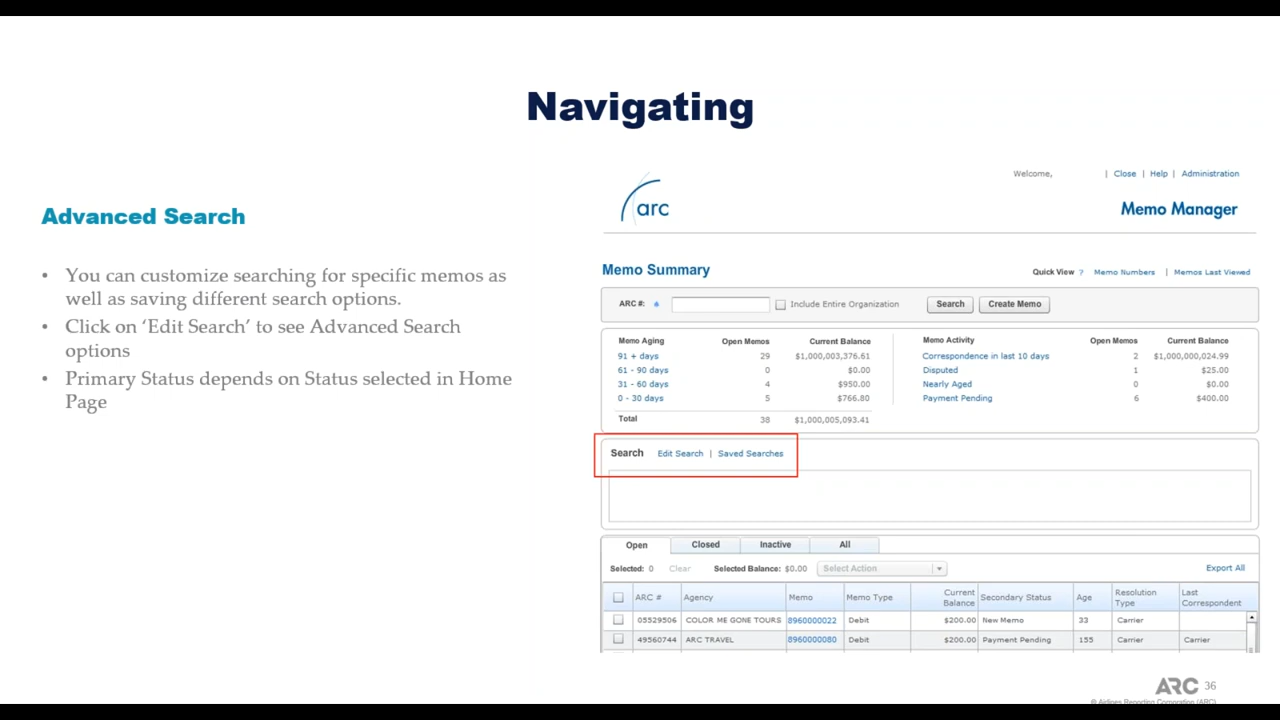 Navigating
Advanced Search
• You can customize searching for specific memos as
well as saving different search options.
• Click on ‘Edit Search’ to see Advanced Search
options
• Primary Status depends on Status selected in Home
Page
Welcome, | Close | Help | Administration
arc
Memo Manager
Memo Summary
Quick View ? Memo Numbers | Memos Last Viewed
ARC #: Include Entire Organization Search Create Memo
Memo Aging Open Memos Current Balance
91 + days 29 $1,000,003,376.61
61 - 90 days 0 $0.00
31 - 60 days 4 $950.00
0 - 30 days 5 $766.80
Total 38 $1,000,005,093.41
Memo Activity Open Memos Current Balance
Correspondence in last 10 days 2 $1,000,000,024.99
Disputed 1 $25.00
Nearly Aged 0 $0.00
Payment Pending 6 $400.00
Search Edit Search | Saved Searches
Open Closed Inactive All
Selected: 0 Clear Selected Balance: $0.00 Select Action Export All
ARC # Agency Memo Memo Type Current Balance Secondary Status Age Resolution Type Last Correspondent
05529506 COLOR ME GONE TOURS 8960000022 Debit $200.00 New Memo 33 Carrier
49560744 ARC TRAVEL 8960000080 Debit $200.00 Payment Pending 155 Carrier Carrier
ARC 36
© Airlines Reporting Corporation (ARC)